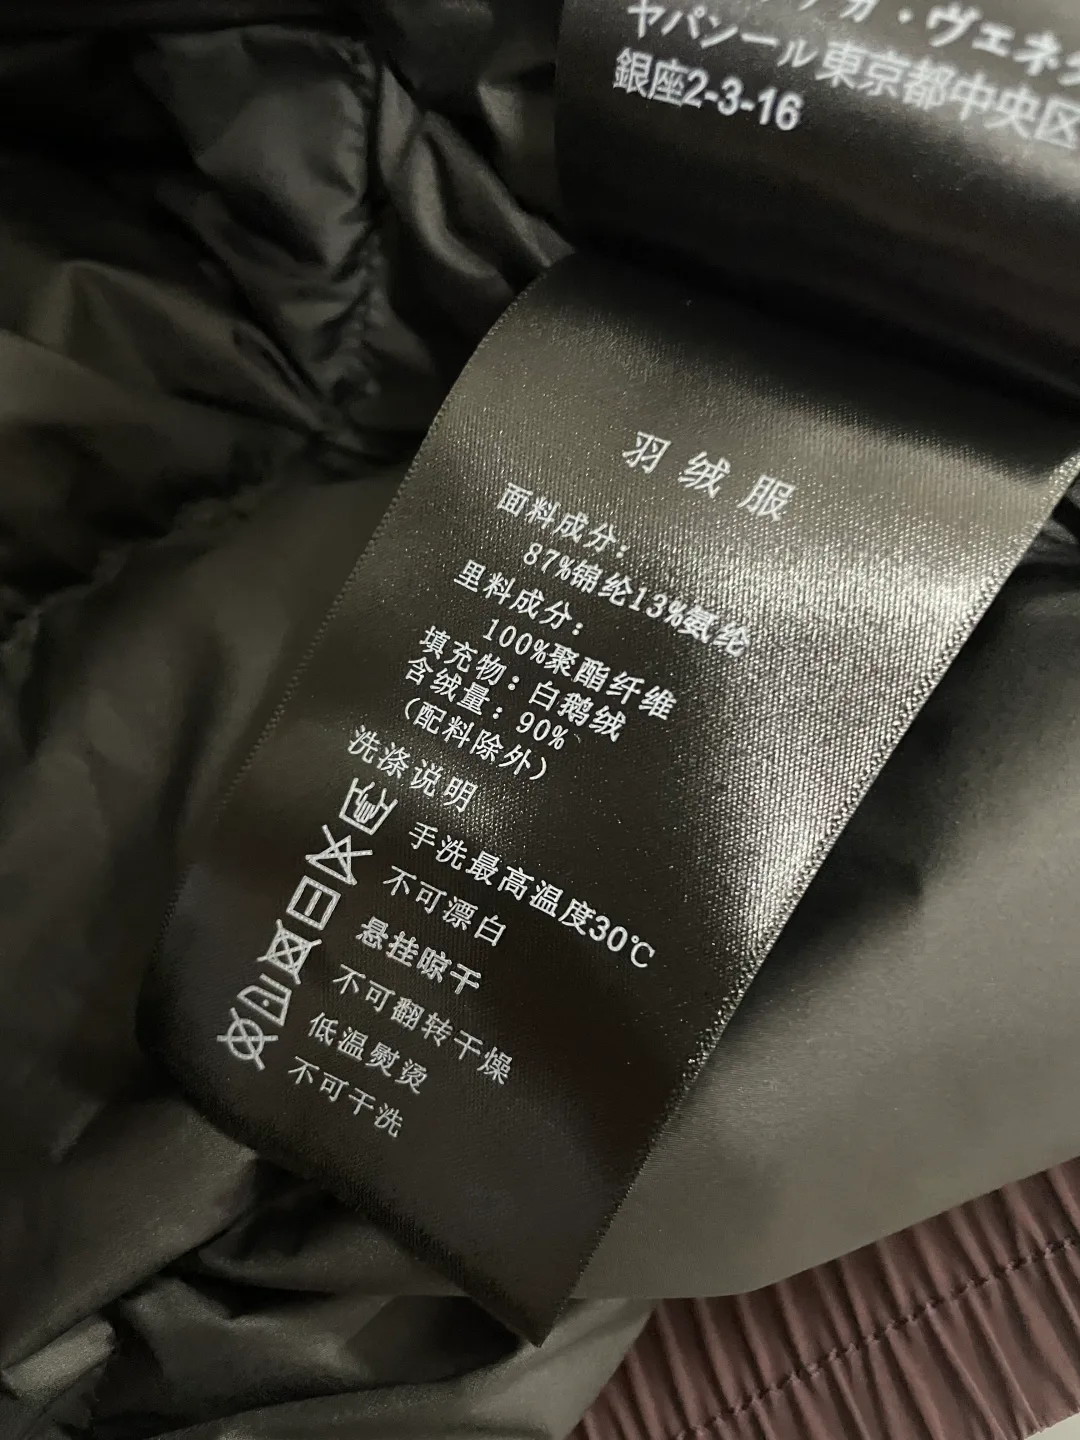 ・ヴェネタ
ヤパンール東京都中央区
銀座2-3-16
羽绒服
面料成分：
87%锦纶13%氨纶
里料成分：
100%聚酯纤维
填充物：白鹅绒
含绒量：90%
(配料除外)
洗涤说明
手洗最高温度30℃
不可漂白
悬挂晾干
不可翻转干燥
低温熨烫
不可干洗